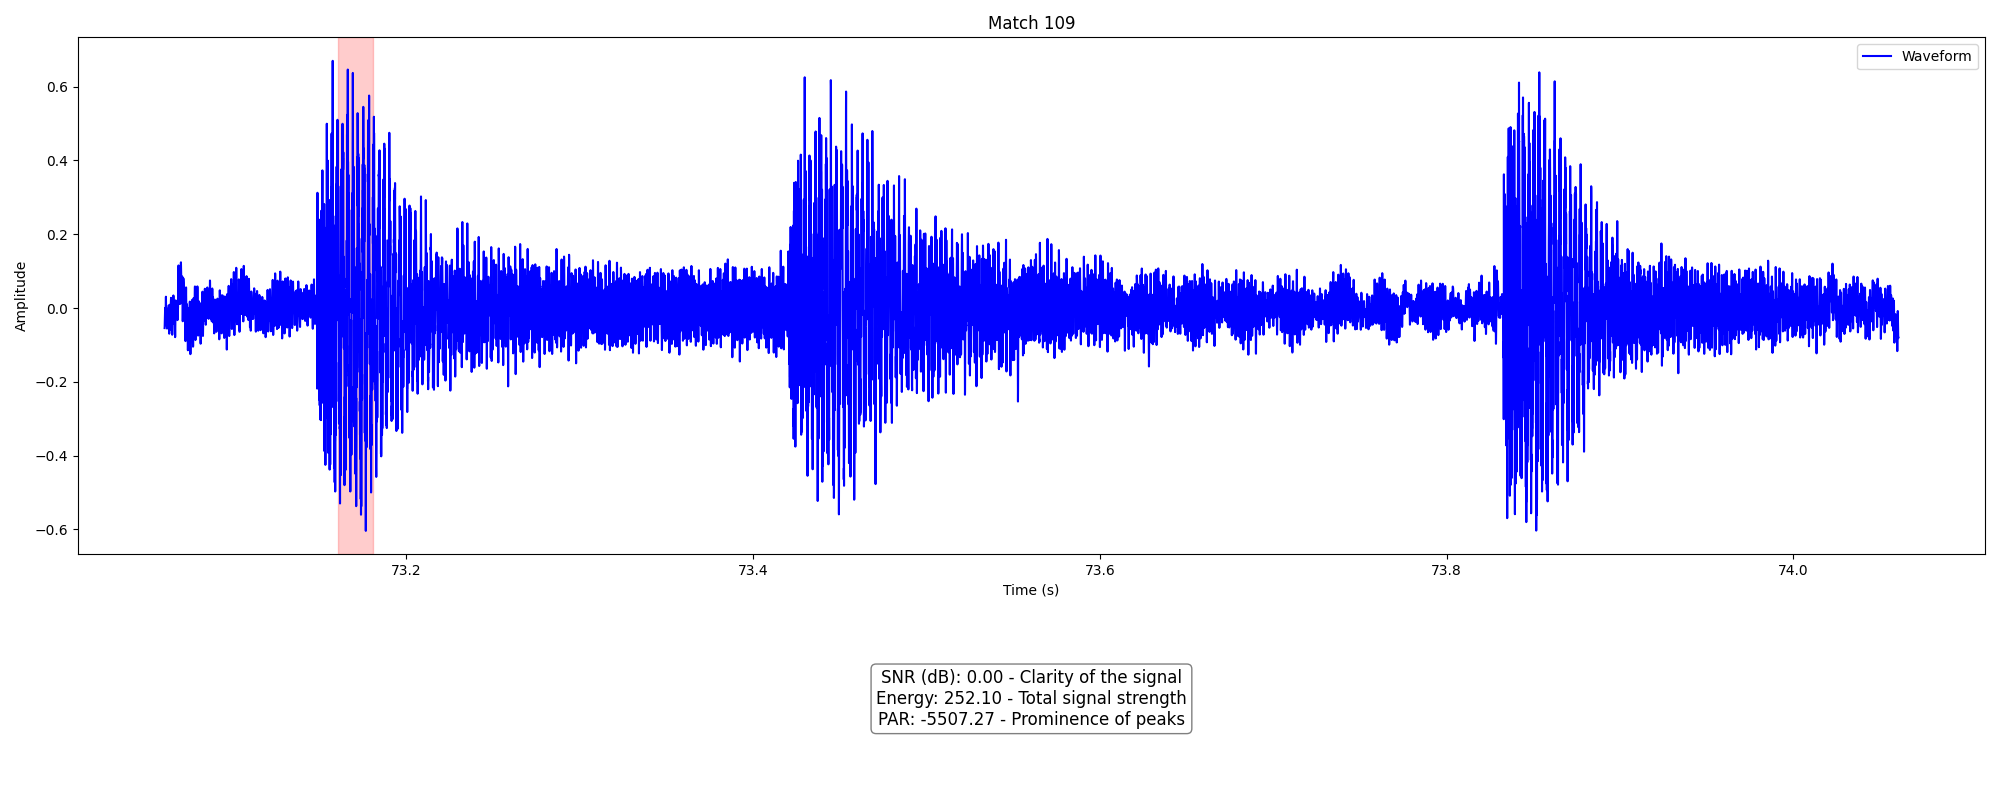 Match 109
Waveform
0.6
0.4
0.2
0.0
−0.2
−0.4
−0.6
Amplitude
73.2 73.4 73.6 73.8 74.0
Time (s)
SNR (dB): 0.00 - Clarity of the signal
Energy: 252.10 - Total signal strength
PAR: -5507.27 - Prominence of peaks